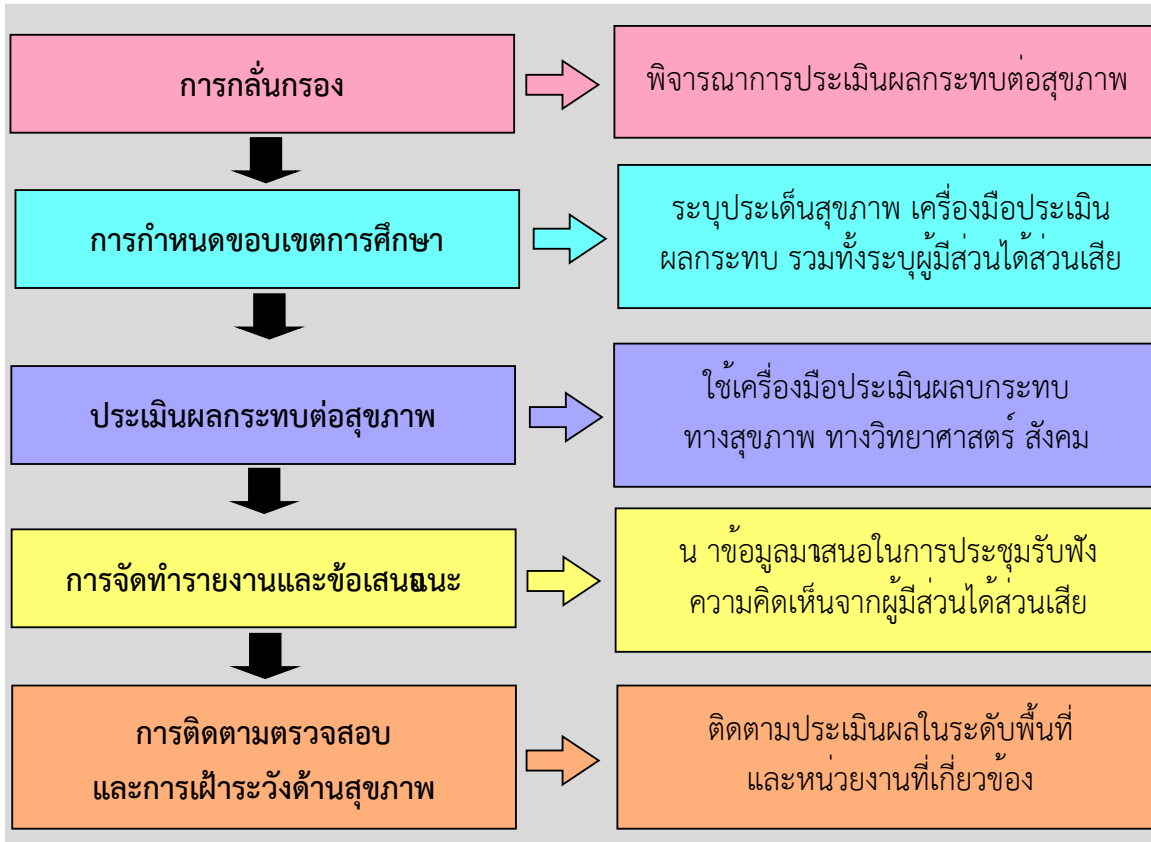 การกลั่นกรอง
พิจารณาการประเมินผลกระทบต่อสุขภาพ
การกำหนดขอบเขตการศึกษา
ระบุประเด็นสุขภาพ เครื่องมือประเมิน
ผลกระทบ รวมทั้งระบุผู้มีส่วนได้ส่วนเสีย
ประเมินผลกระทบต่อสุขภาพ
ใช้เครื่องมือประเมินผลบกระทบ
ทางสุขภาพ ทางวิทยาศาสตร์ สังคม
การจัดทำรายงานและข้อเสนอแนะ
น าข้อมูลมาเสนอในการประชุมรับฟัง
ความคิดเห็นจากผู้มีส่วนได้ส่วนเสีย
การติดตามตรวจสอบ
และการเฝ้าระวังด้านสุขภาพ
ติดตามประเมินผลในระดับพื้นที่
และหน่วยงานที่เกี่ยวข้อง